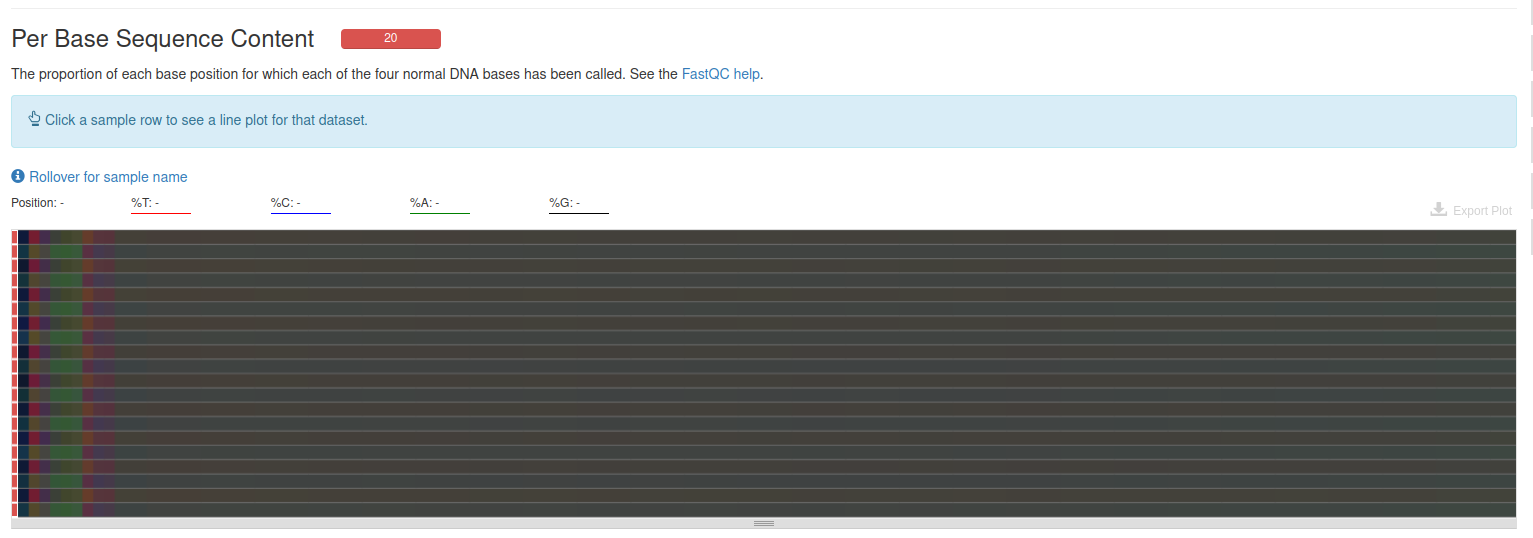 Per Base Sequence Content 20
The proportion of each base position for which each of the four normal DNA bases has been called. See the FastQC help.
Click a sample row to see a line plot for that dataset.
Rollover for sample name
Position: - %T: - %C: - %A: - %G: -
Export Plot